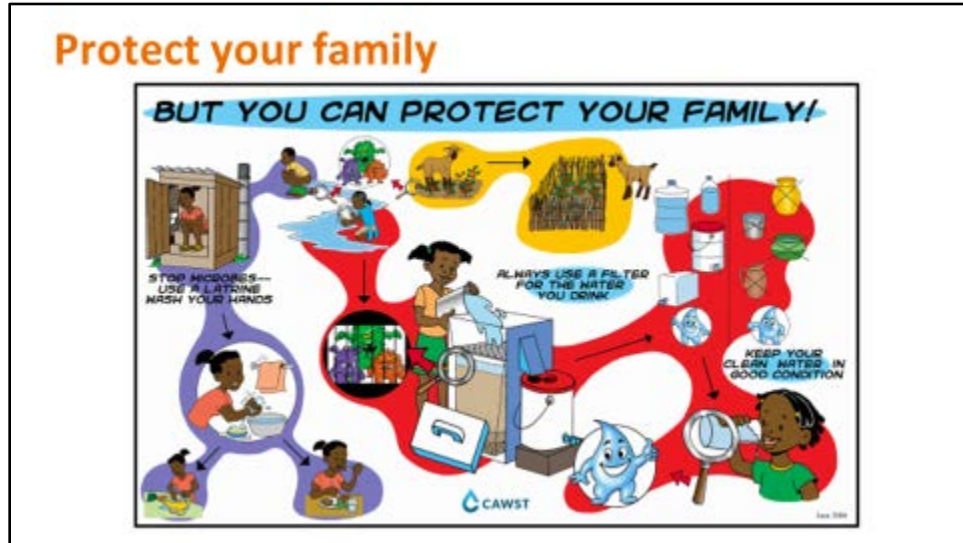 Protect your family
BUT YOU CAN PROTECT YOUR FAMILY!
STOP MICROBES—
USE A LATRINE
WASH YOUR HANDS
ALWAYS USE A FILTER
FOR THE WATER
YOU DRINK
KEEP YOUR
CLEAN WATER IN
GOOD CONDITION
CAWST